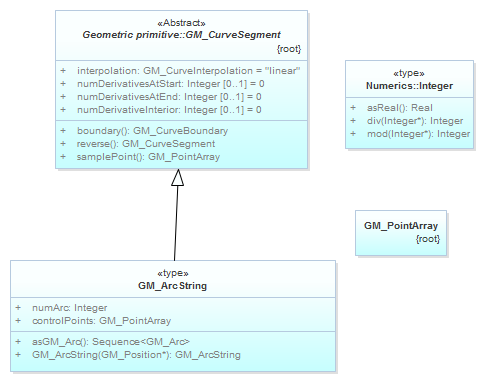 «Abstract»
Geometric primitive::GM_CurveSegment
{root}
+ interpolation: GM_CurveInterpolation = "linear"
+ numDerivativesAtStart: Integer [0..1] = 0
+ numDerivativesAtEnd: Integer [0..1] = 0
+ numDerivativeInterior: Integer [0..1] = 0
+ boundary(): GM_CurveBoundary
+ reverse(): GM_CurveSegment
+ samplePoint(): GM_PointArray
«type»
Numerics::Integer
+ asReal(): Real
+ div(Integer*): Integer
+ mod(Integer*): Integer
GM_PointArray
{root}
«type»
GM_ArcString
+ numArc: Integer
+ controlPoints: GM_PointArray
+ asGM_Arc(): Sequence<GM_Arc>
+ GM_ArcString(GM_Position*): GM_ArcString